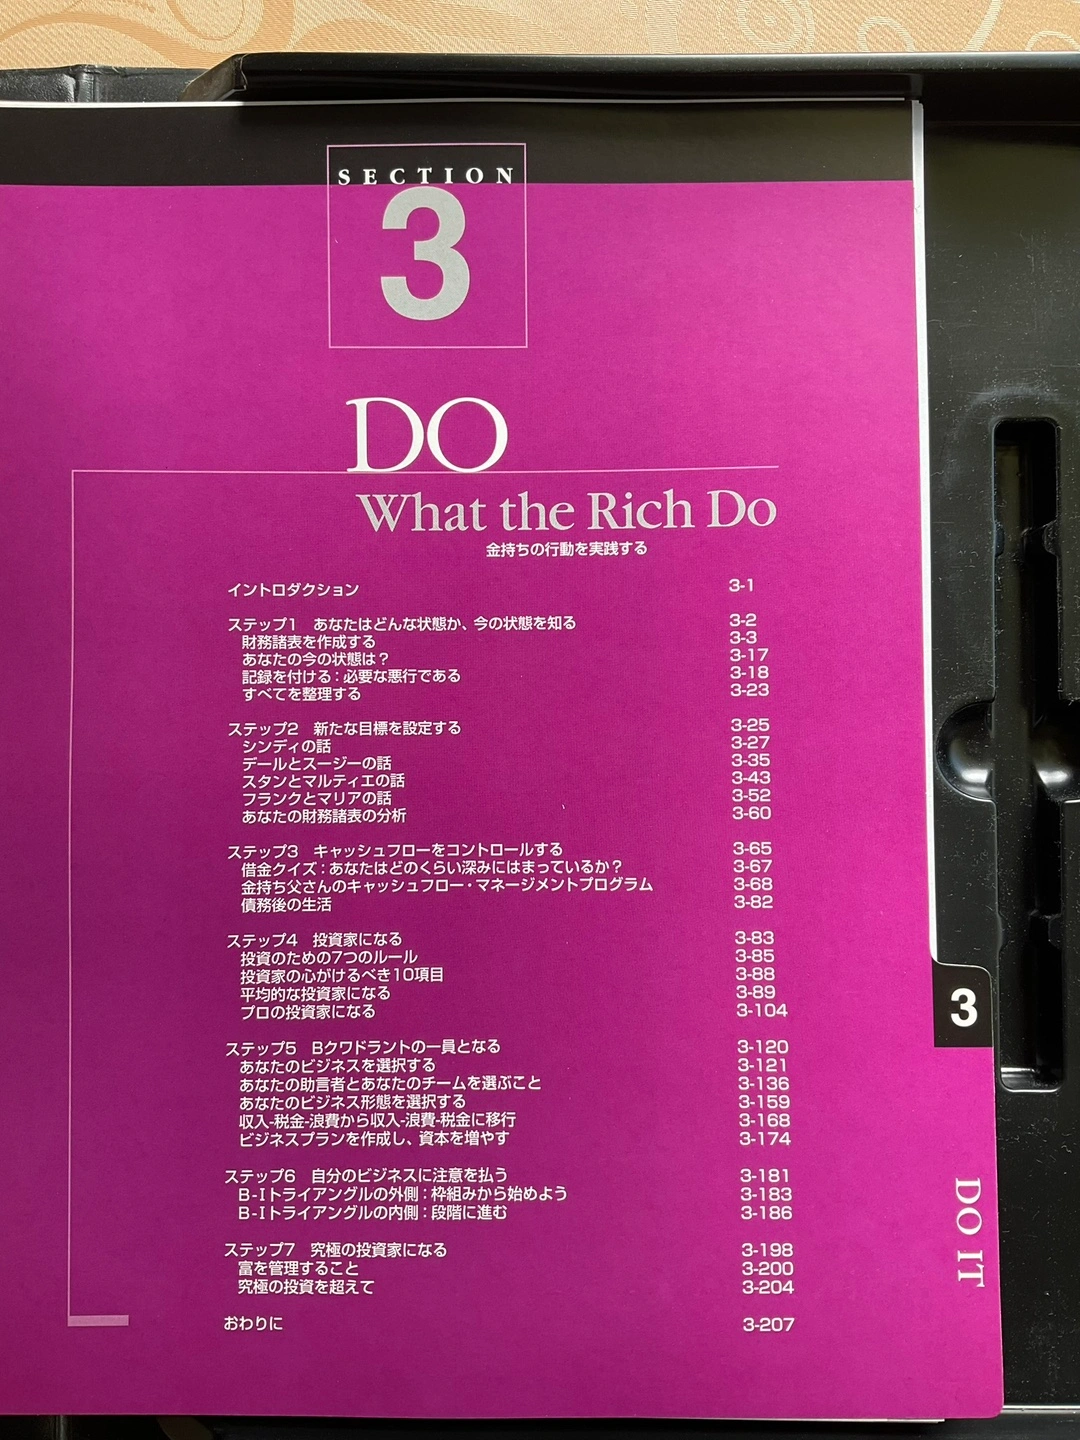 SECTION
3
DO
What the Rich Do
金持ちの行動を実践する
イントロダクション 3-1
ステップ1 あなたはどんな状態か、今の状態を知る 3-2
財務諸表を作成する 3-3
あなたの今の状態は？ 3-17
記録を付ける：必要な悪行である 3-18
すべてを整理する 3-23
ステップ2 新たな目標を設定する 3-25
シンディの話 3-27
デールとスージーの話 3-35
スタンとマルティエの話 3-43
フランクとマリアの話 3-52
あなたの財務諸表の分析 3-60
ステップ3 キャッシュフローをコントロールする 3-65
借金クイズ：あなたはどのくらい深みにはまっているか？ 3-67
金持ち父さんのキャッシュフロー・マネージメントプログラム 3-68
債務後の生活 3-82
ステップ4 投資家になる 3-83
投資のための7つのルール 3-85
投資家の心がけるべき10項目 3-88
平均的な投資家になる 3-89
プロの投資家になる 3-104
ステップ5 Bクワドラントの一員となる 3-120
あなたのビジネスを選択する 3-121
あなたの助言者とあなたのチームを選ぶこと 3-136
あなたのビジネス形態を選択する 3-159
収入-税金-浪費から収入-浪費-税金に移行 3-168
ビジネスプランを作成し、資本を増やす 3-174
ステップ6 自分のビジネスに注意を払う 3-181
B-Iトライアングルの外側：枠組みから始めよう 3-183
B-Iトライアングルの内側：段階に進む 3-186
ステップ7 究極の投資家になる 3-198
富を管理すること 3-200
究極の投資を超えて 3-204
おわりに 3-207
3
DO IT